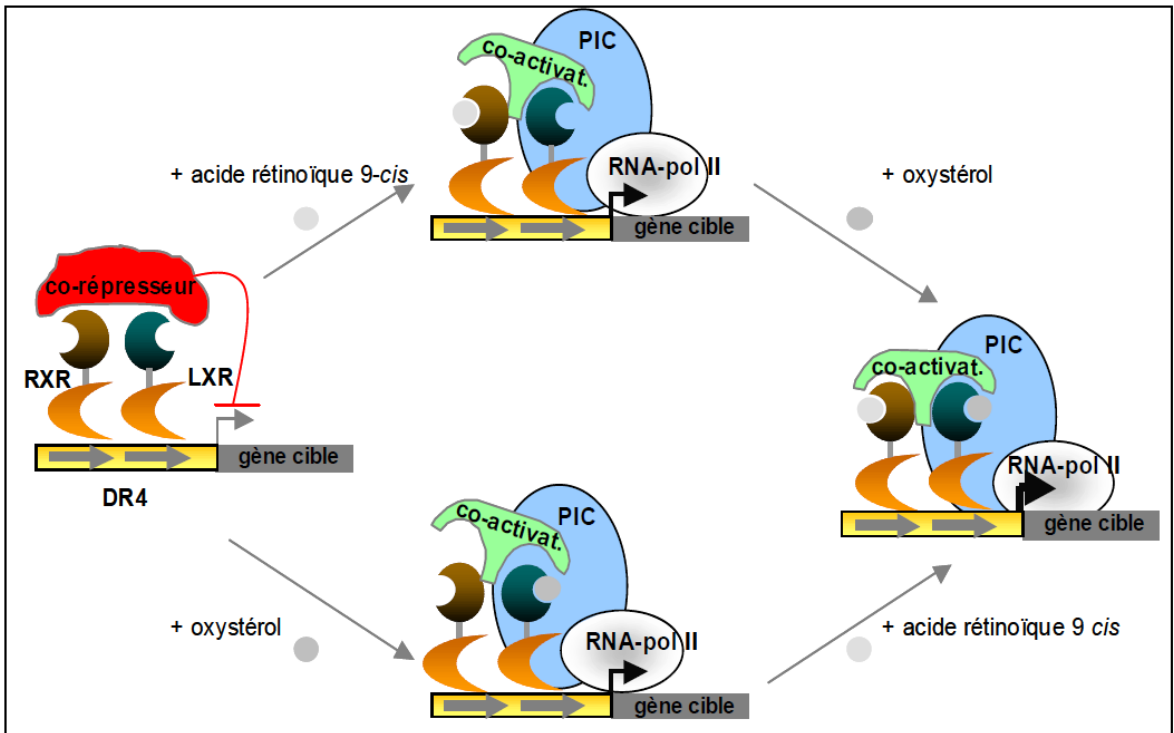 PIC
co-activat.
+ acide rétinoïque 9-cis
RNA-pol II
+ oxystérol
gène cible
co-répresseur
RXR
LXR
gène cible
DR4
PIC
co-activat.
RNA-pol II
gène cible
PIC
co-activat.
+ oxystérol
RNA-pol II
+ acide rétinoïque 9 cis
gène cible